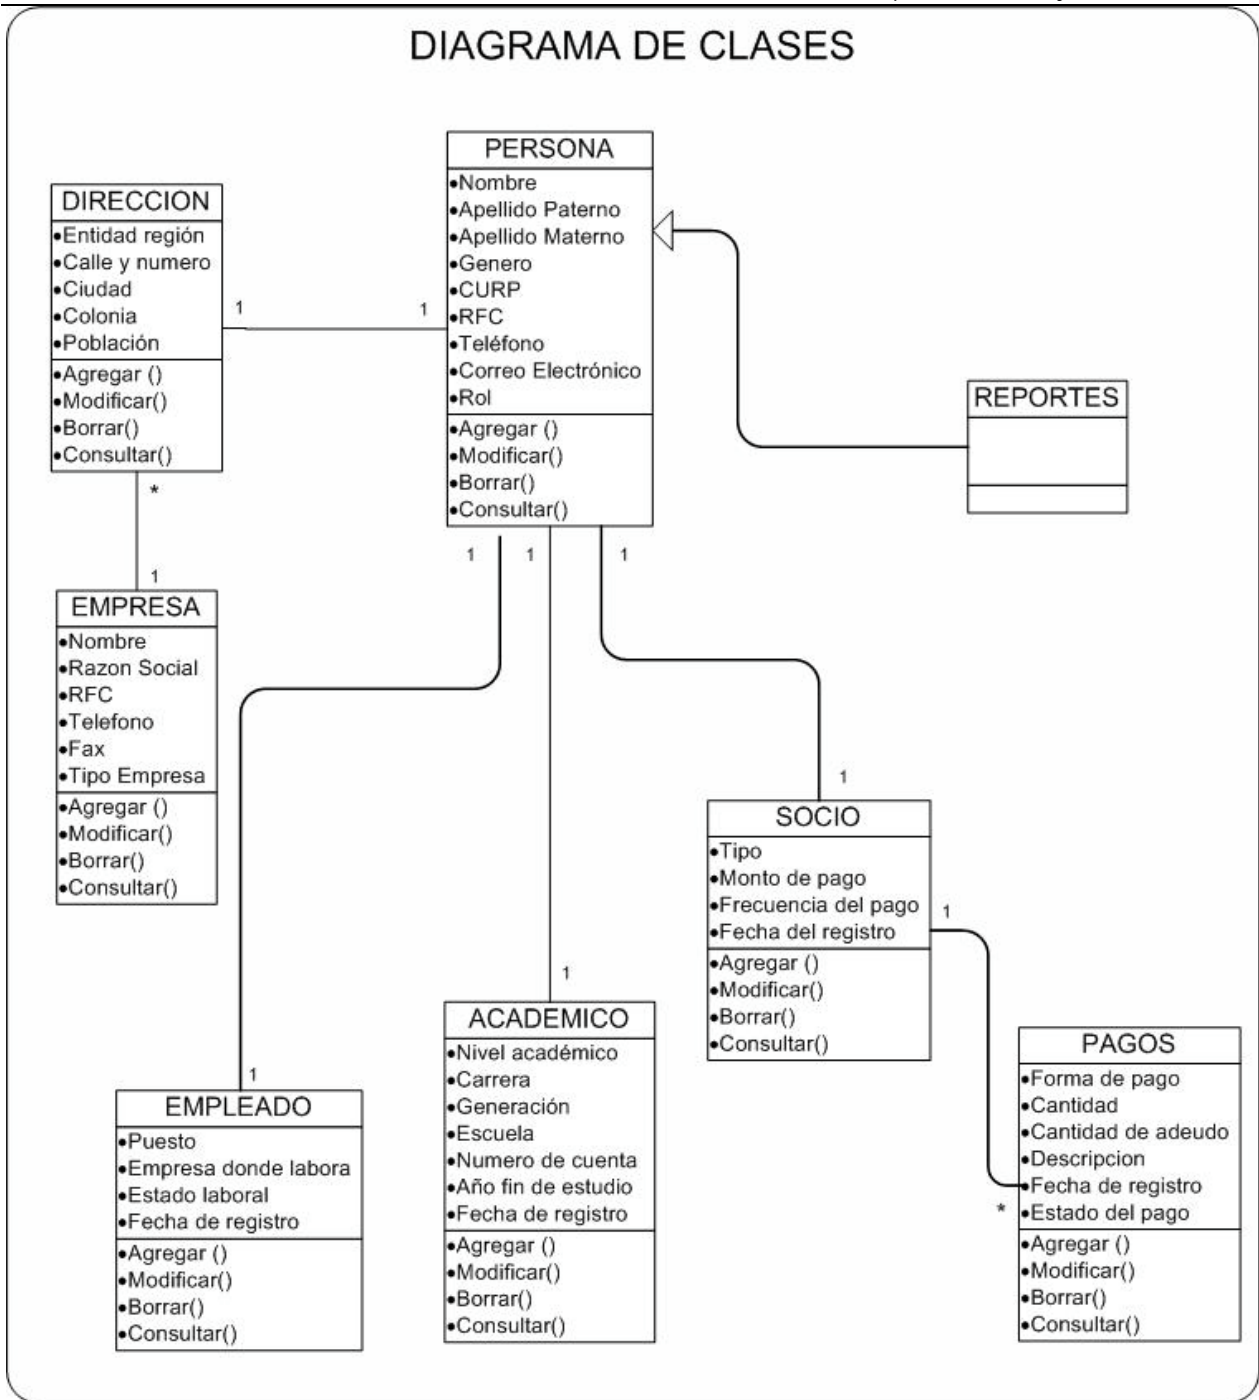 DIAGRAMA DE CLASES
PERSONA
•Nombre
•Apellido Paterno
•Apellido Materno
•Genero
•CURP
•RFC
•Teléfono
•Correo Electrónico
•Rol
•Agregar ()
•Modificar()
•Borrar()
•Consultar()
DIRECCION
•Entidad región
•Calle y numero
•Ciudad
•Colonia
•Población
•Agregar ()
•Modificar()
•Borrar()
•Consultar()
1
1
REPORTES
*
1
EMPRESA
•Nombre
•Razon Social
•RFC
•Telefono
•Fax
•Tipo Empresa
•Agregar ()
•Modificar()
•Borrar()
•Consultar()
1
1
1
1
SOCIO
•Tipo
•Monto de pago
•Frecuencia del pago
•Fecha del registro
•Agregar ()
•Modificar()
•Borrar()
•Consultar()
1
1
ACADEMICO
•Nivel académico
•Carrera
•Generación
•Escuela
•Numero de cuenta
•Año fin de estudio
•Fecha de registro
•Agregar ()
•Modificar()
•Borrar()
•Consultar()
1
EMPLEADO
•Puesto
•Empresa donde labora
•Estado laboral
•Fecha de registro
•Agregar ()
•Modificar()
•Borrar()
•Consultar()
PAGOS
•Forma de pago
•Cantidad
•Cantidad de adeudo
•Descripcion
•Fecha de registro
•Estado del pago
*
•Agregar ()
•Modificar()
•Borrar()
•Consultar()